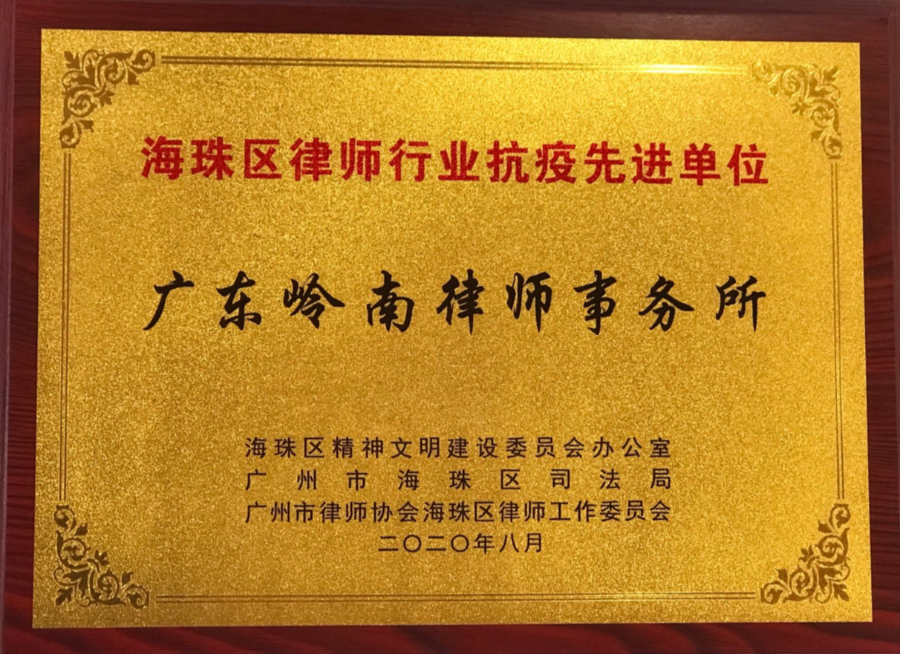 海珠区律师行业抗疫先进单位
广东岭南律师事务所
海珠区精神文明建设委员会办公室
广州市海珠区司法局
广州市律师协会海珠区律师工作委员会
二〇二〇年八月